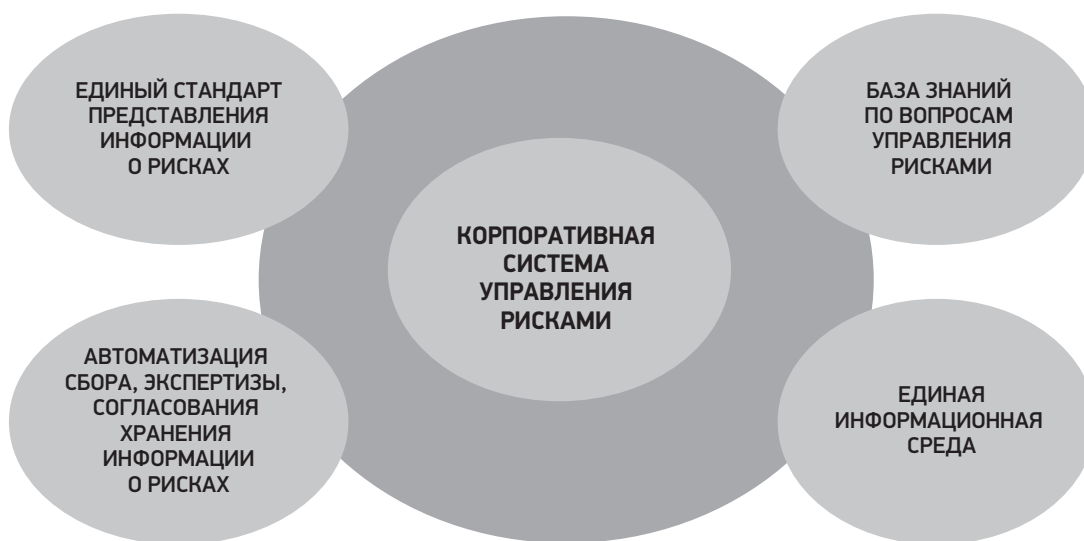 ЕДИНЫЙ СТАНДАРТ
ПРЕДСТАВЛЕНИЯ
ИНФОРМАЦИИ
О РИСКАХ
БАЗА ЗНАНИЙ
ПО ВОПРОСАМ
УПРАВЛЕНИЯ
РИСКАМИ
КОРПОРАТИВНАЯ
СИСТЕМА
УПРАВЛЕНИЯ
РИСКАМИ
АВТОМАТИЗАЦИЯ
СБОРА, ЭКСПЕРТИЗЫ,
СОГЛАСОВАНИЯ
ХРАНЕНИЯ
ИНФОРМАЦИИ
О РИСКАХ
ЕДИНАЯ
ИНФОРМАЦИОННАЯ
СРЕДА